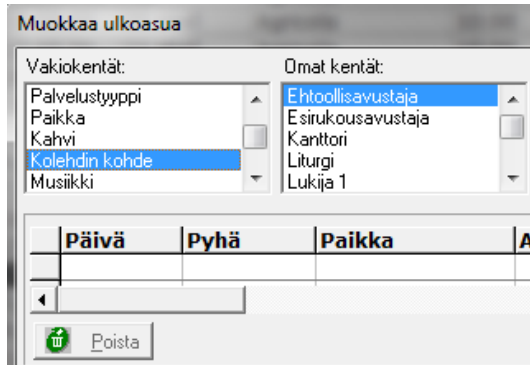 Muokkaa ulkoasua
Vakiokentät:
Palvelustyyppi
Paikka
Kahvi
Kolehdin kohde
Musiikki
Omat kentät:
Ehtoollisavustaja
Esirukousavustaja
Kanttori
Liturgi
Lukija 1
Päivä Pyhä Paikka A
Poista